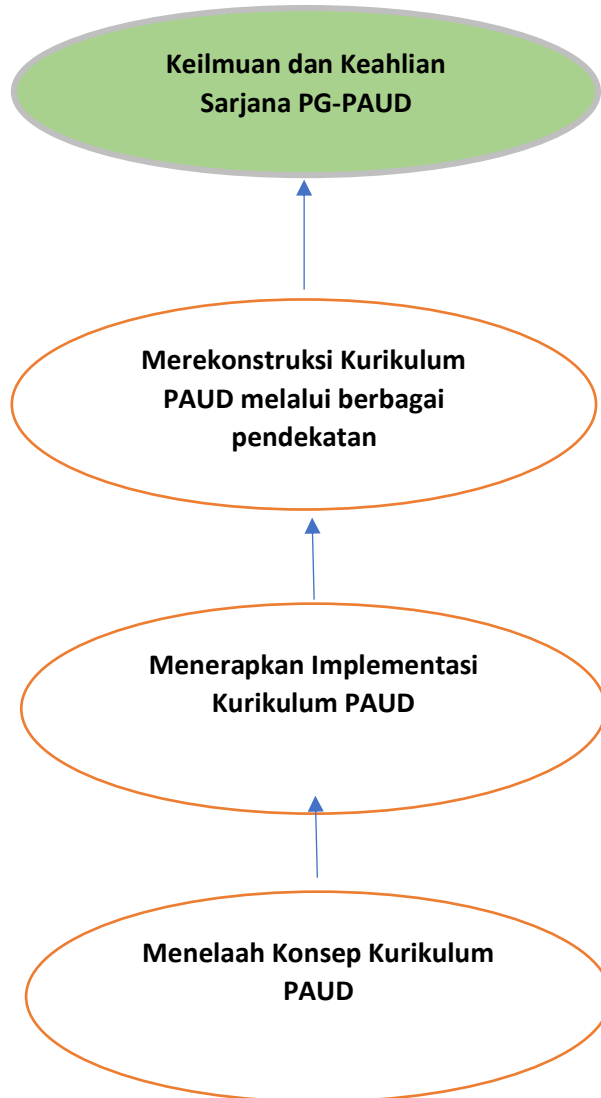 Keilmuan dan Keahlian
Sarjana PG-PAUD
Merekonstruksi Kurikulum
PAUD melalui berbagai
pendekatan
Menerapkan Implementasi
Kurikulum PAUD
Menelaah Konsep Kurikulum
PAUD